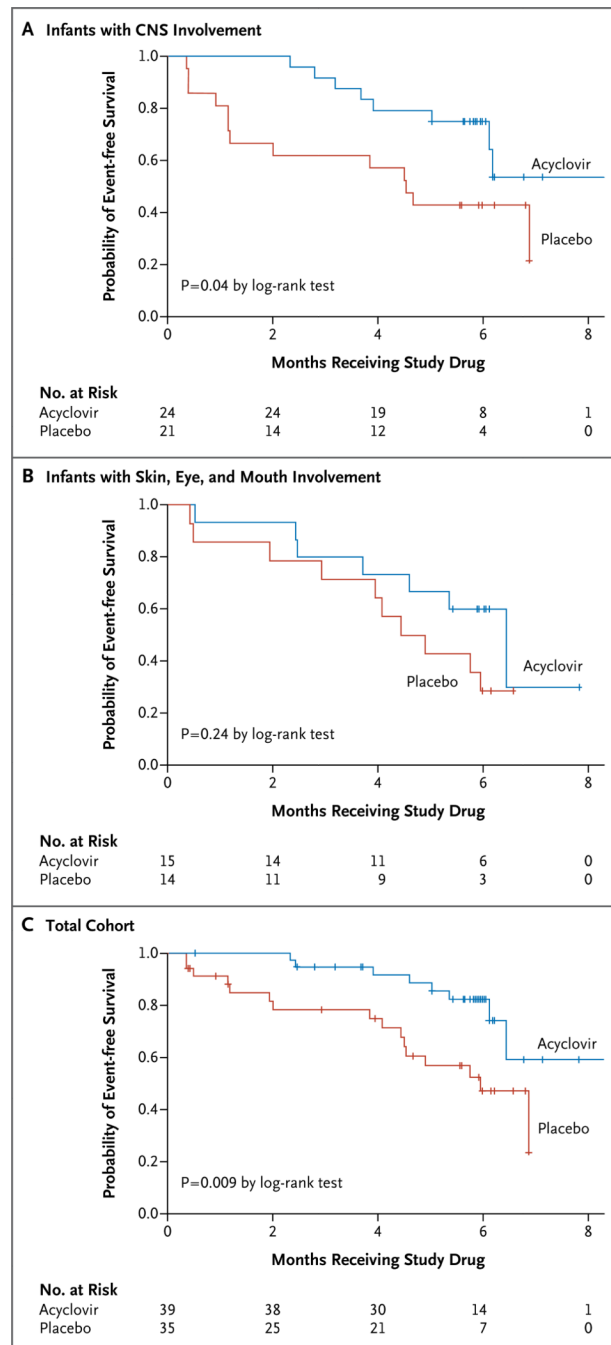 A Infants with CNS Involvement
Probability of Event-free Survival
1.0
0.8
0.6
0.4
0.2
0.0
Acyclovir
Placebo
P=0.04 by log-rank test
0 2 4 6 8
Months Receiving Study Drug
No. at Risk
Acyclovir 24 24 19 8 1
Placebo 21 14 12 4 0
B Infants with Skin, Eye, and Mouth Involvement
Probability of Event-free Survival
1.0
0.8
0.6
0.4
0.2
0.0
Acyclovir
Placebo
P=0.24 by log-rank test
0 2 4 6 8
Months Receiving Study Drug
No. at Risk
Acyclovir 15 14 11 6 0
Placebo 14 11 9 3 0
C Total Cohort
Probability of Event-free Survival
1.0
0.8
0.6
0.4
0.2
0.0
Acyclovir
Placebo
P=0.009 by log-rank test
0 2 4 6 8
Months Receiving Study Drug
No. at Risk
Acyclovir 39 38 30 14 1
Placebo 35 25 21 7 0